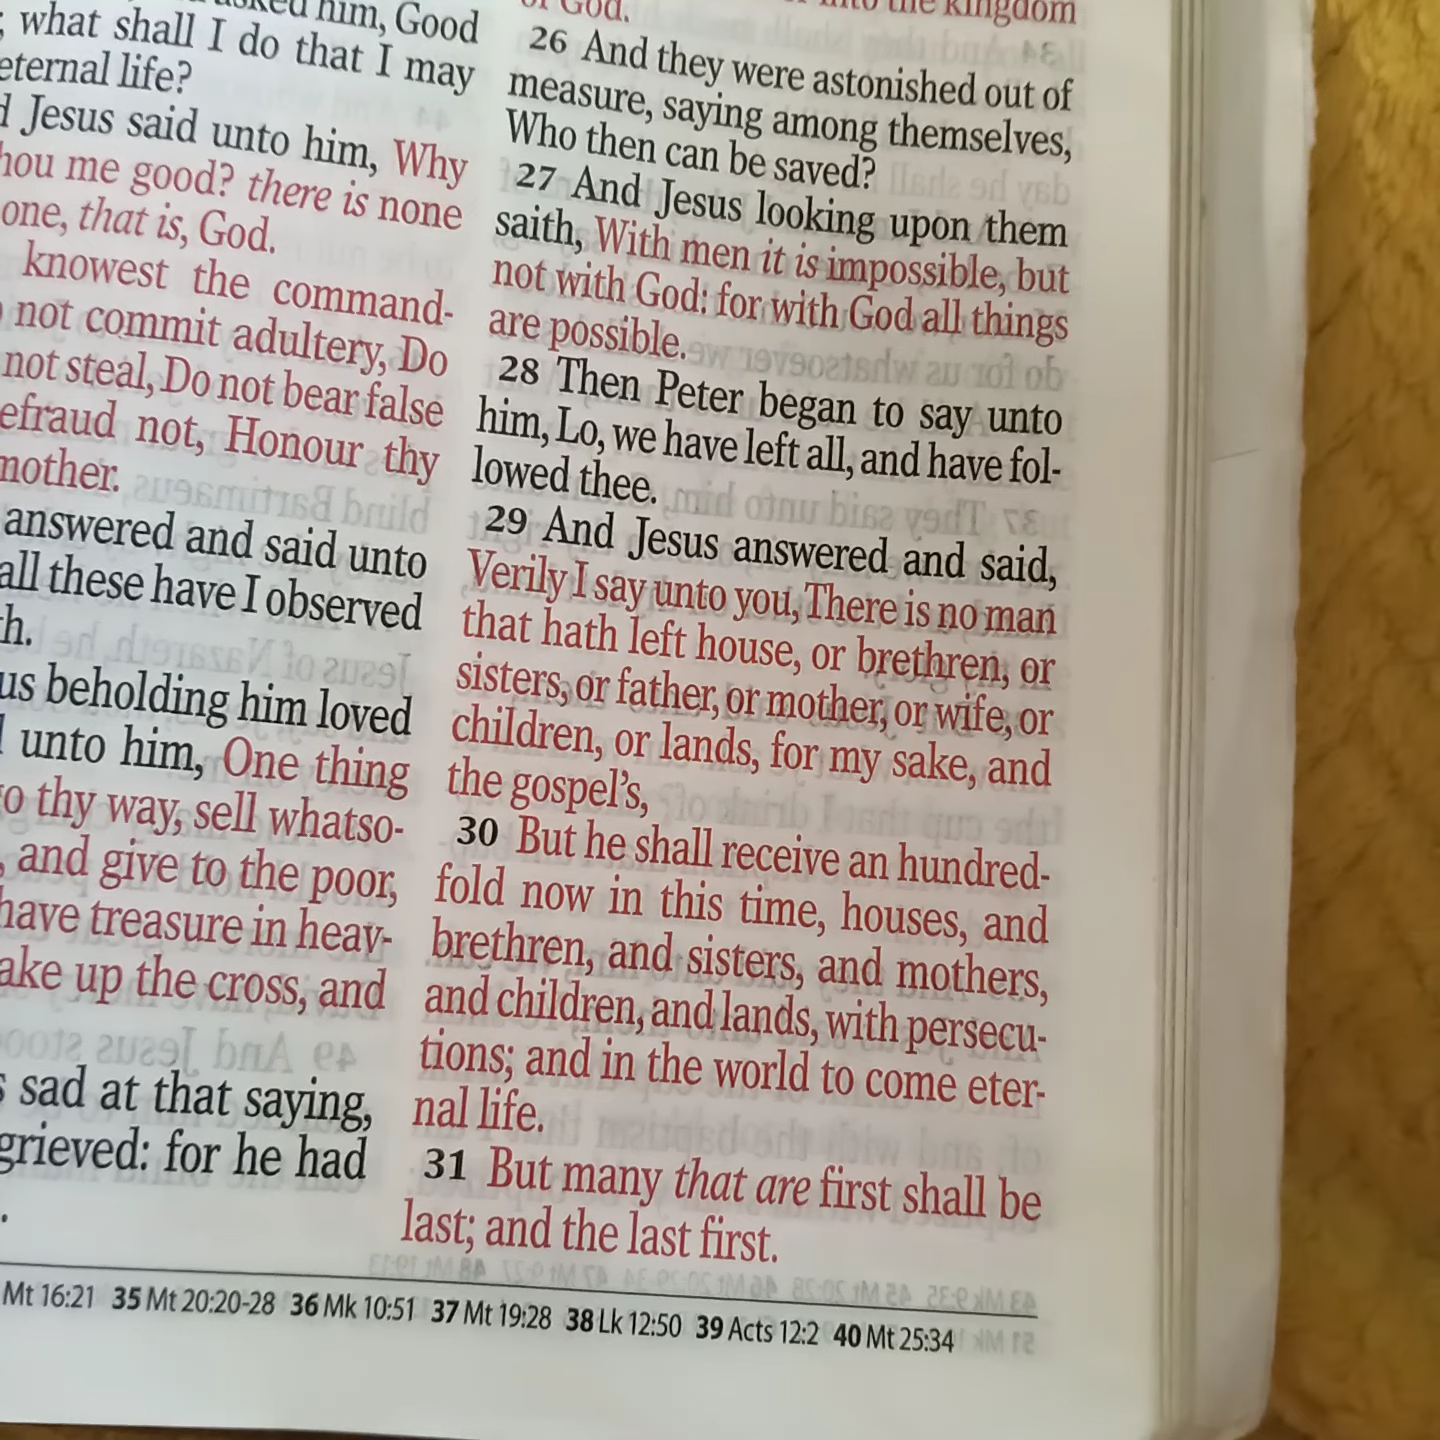 him, Good
; what shall I do that I may
eternal life?
Jesus said unto him, Why
thou me good? there is none
one, that is, God.
knowest the command-
not commit adultery, Do
not steal, Do not bear false
efraud not, Honour thy
mother.
answered and said unto
all these have I observed
h.
us beholding him loved
unto him, One thing
o thy way, sell whatso-
, and give to the poor,
have treasure in heav-
ake up the cross, and
sad at that saying,
grieved: for he had
.
into the kingdom
of God.
26 And they were astonished out of
measure, saying among themselves,
Who then can be saved?
27 And Jesus looking upon them
saith, With men it is impossible, but
not with God: for with God all things
are possible.
28 Then Peter began to say unto
him, Lo, we have left all, and have fol-
lowed thee.
29 And Jesus answered and said,
Verily I say unto you, There is no man
that hath left house, or brethren, or
sisters, or father, or mother, or wife, or
children, or lands, for my sake, and
the gospel's,
30 But he shall receive an hundred-
fold now in this time, houses, and
brethren, and sisters, and mothers,
and children, and lands, with persecu-
tions; and in the world to come eter-
nal life.
31 But many that are first shall be
last; and the last first.
Mt 16:21 35 Mt 20:20-28 36 Mk 10:51 37 Mt 19:28 38 Lk 12:50 39 Acts 12:2 40 Mt 25:34